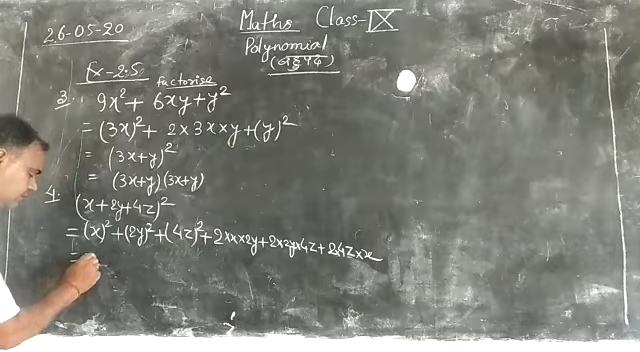 26-05-20
Maths Class-IX
Polynomial
(बहुपद)
Ex-2.5 factorise
3. 9x² + 6xy + y²
= (3x)² + 2×3x×y + (y)²
= (3x+y)²
= (3x+y)(3x+y)
4. (x+2y+4z)²
= (x)² + (2y)² + (4z)² + 2×x×2y + 2×2y×4z + 2×4z×x
=